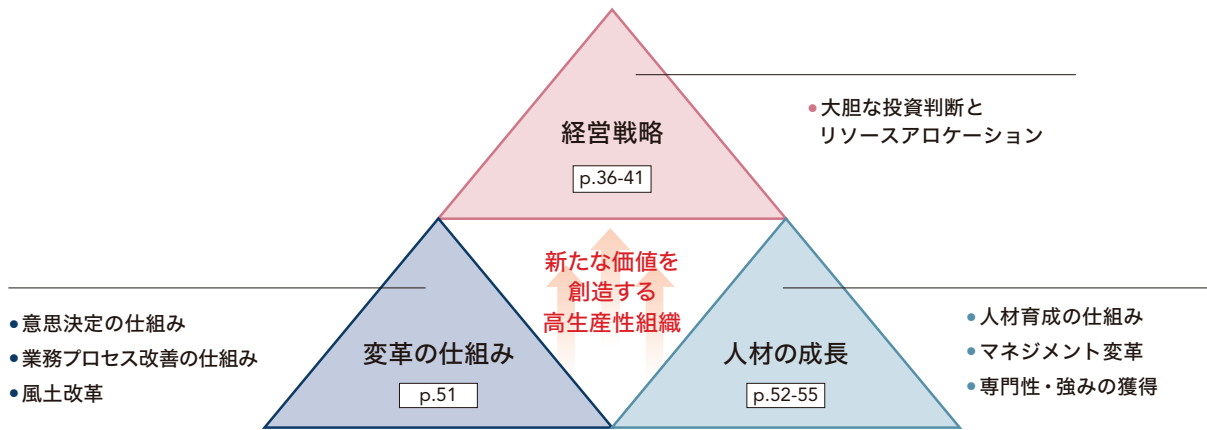 経営戦略
p.36-41
•大胆な投資判断と
リソースアロケーション
新たな価値を
創造する
高生産性組織
変革の仕組み
p.51
•意思決定の仕組み
•業務プロセス改善の仕組み
•風土改革
人材の成長
p.52-55
•人材育成の仕組み
•マネジメント変革
•専門性・強みの獲得